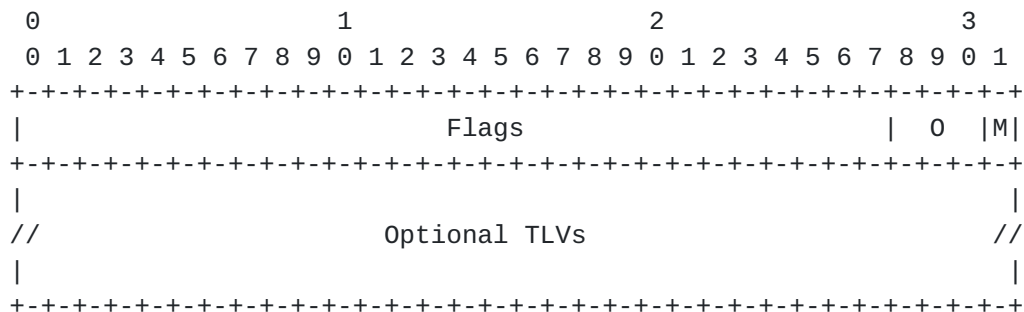 0                   1                   2                   3
 0 1 2 3 4 5 6 7 8 9 0 1 2 3 4 5 6 7 8 9 0 1 2 3 4 5 6 7 8 9 0 1
+-+-+-+-+-+-+-+-+-+-+-+-+-+-+-+-+-+-+-+-+-+-+-+-+-+-+-+-+-+-+-+-+
|                           Flags                       |  O  |M|
+-+-+-+-+-+-+-+-+-+-+-+-+-+-+-+-+-+-+-+-+-+-+-+-+-+-+-+-+-+-+-+-+
|                                                               |
//                      Optional TLVs                          //
|                                                               |
+-+-+-+-+-+-+-+-+-+-+-+-+-+-+-+-+-+-+-+-+-+-+-+-+-+-+-+-+-+-+-+-+